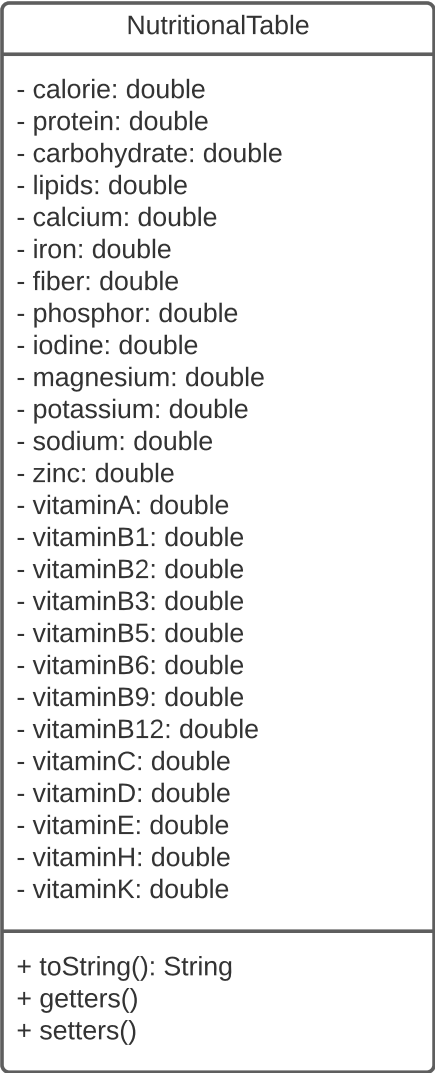 NutritionalTable
- calorie: double
- protein: double
- carbohydrate: double
- lipids: double
- calcium: double
- iron: double
- fiber: double
- phosphor: double
- iodine: double
- magnesium: double
- potassium: double
- sodium: double
- zinc: double
- vitaminA: double
- vitaminB1: double
- vitaminB2: double
- vitaminB3: double
- vitaminB5: double
- vitaminB6: double
- vitaminB9: double
- vitaminB12: double
- vitaminC: double
- vitaminD: double
- vitaminE: double
- vitaminH: double
- vitaminK: double
+ toString(): String
+ getters()
+ setters()